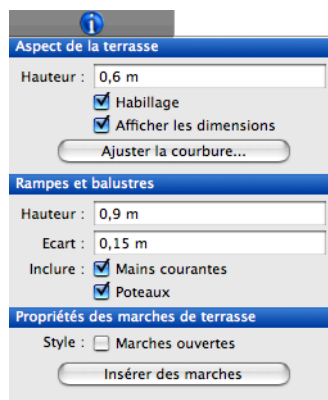 Aspect de la terrasse
Hauteur : 0,6 m
Habillage
Afficher les dimensions
Ajuster la courbure...
Rampes et balustres
Hauteur : 0,9 m
Ecart : 0,15 m
Inclure : Mains courantes
Poteaux
Propriétés des marches de terrasse
Style : Marches ouvertes
Insérer des marches